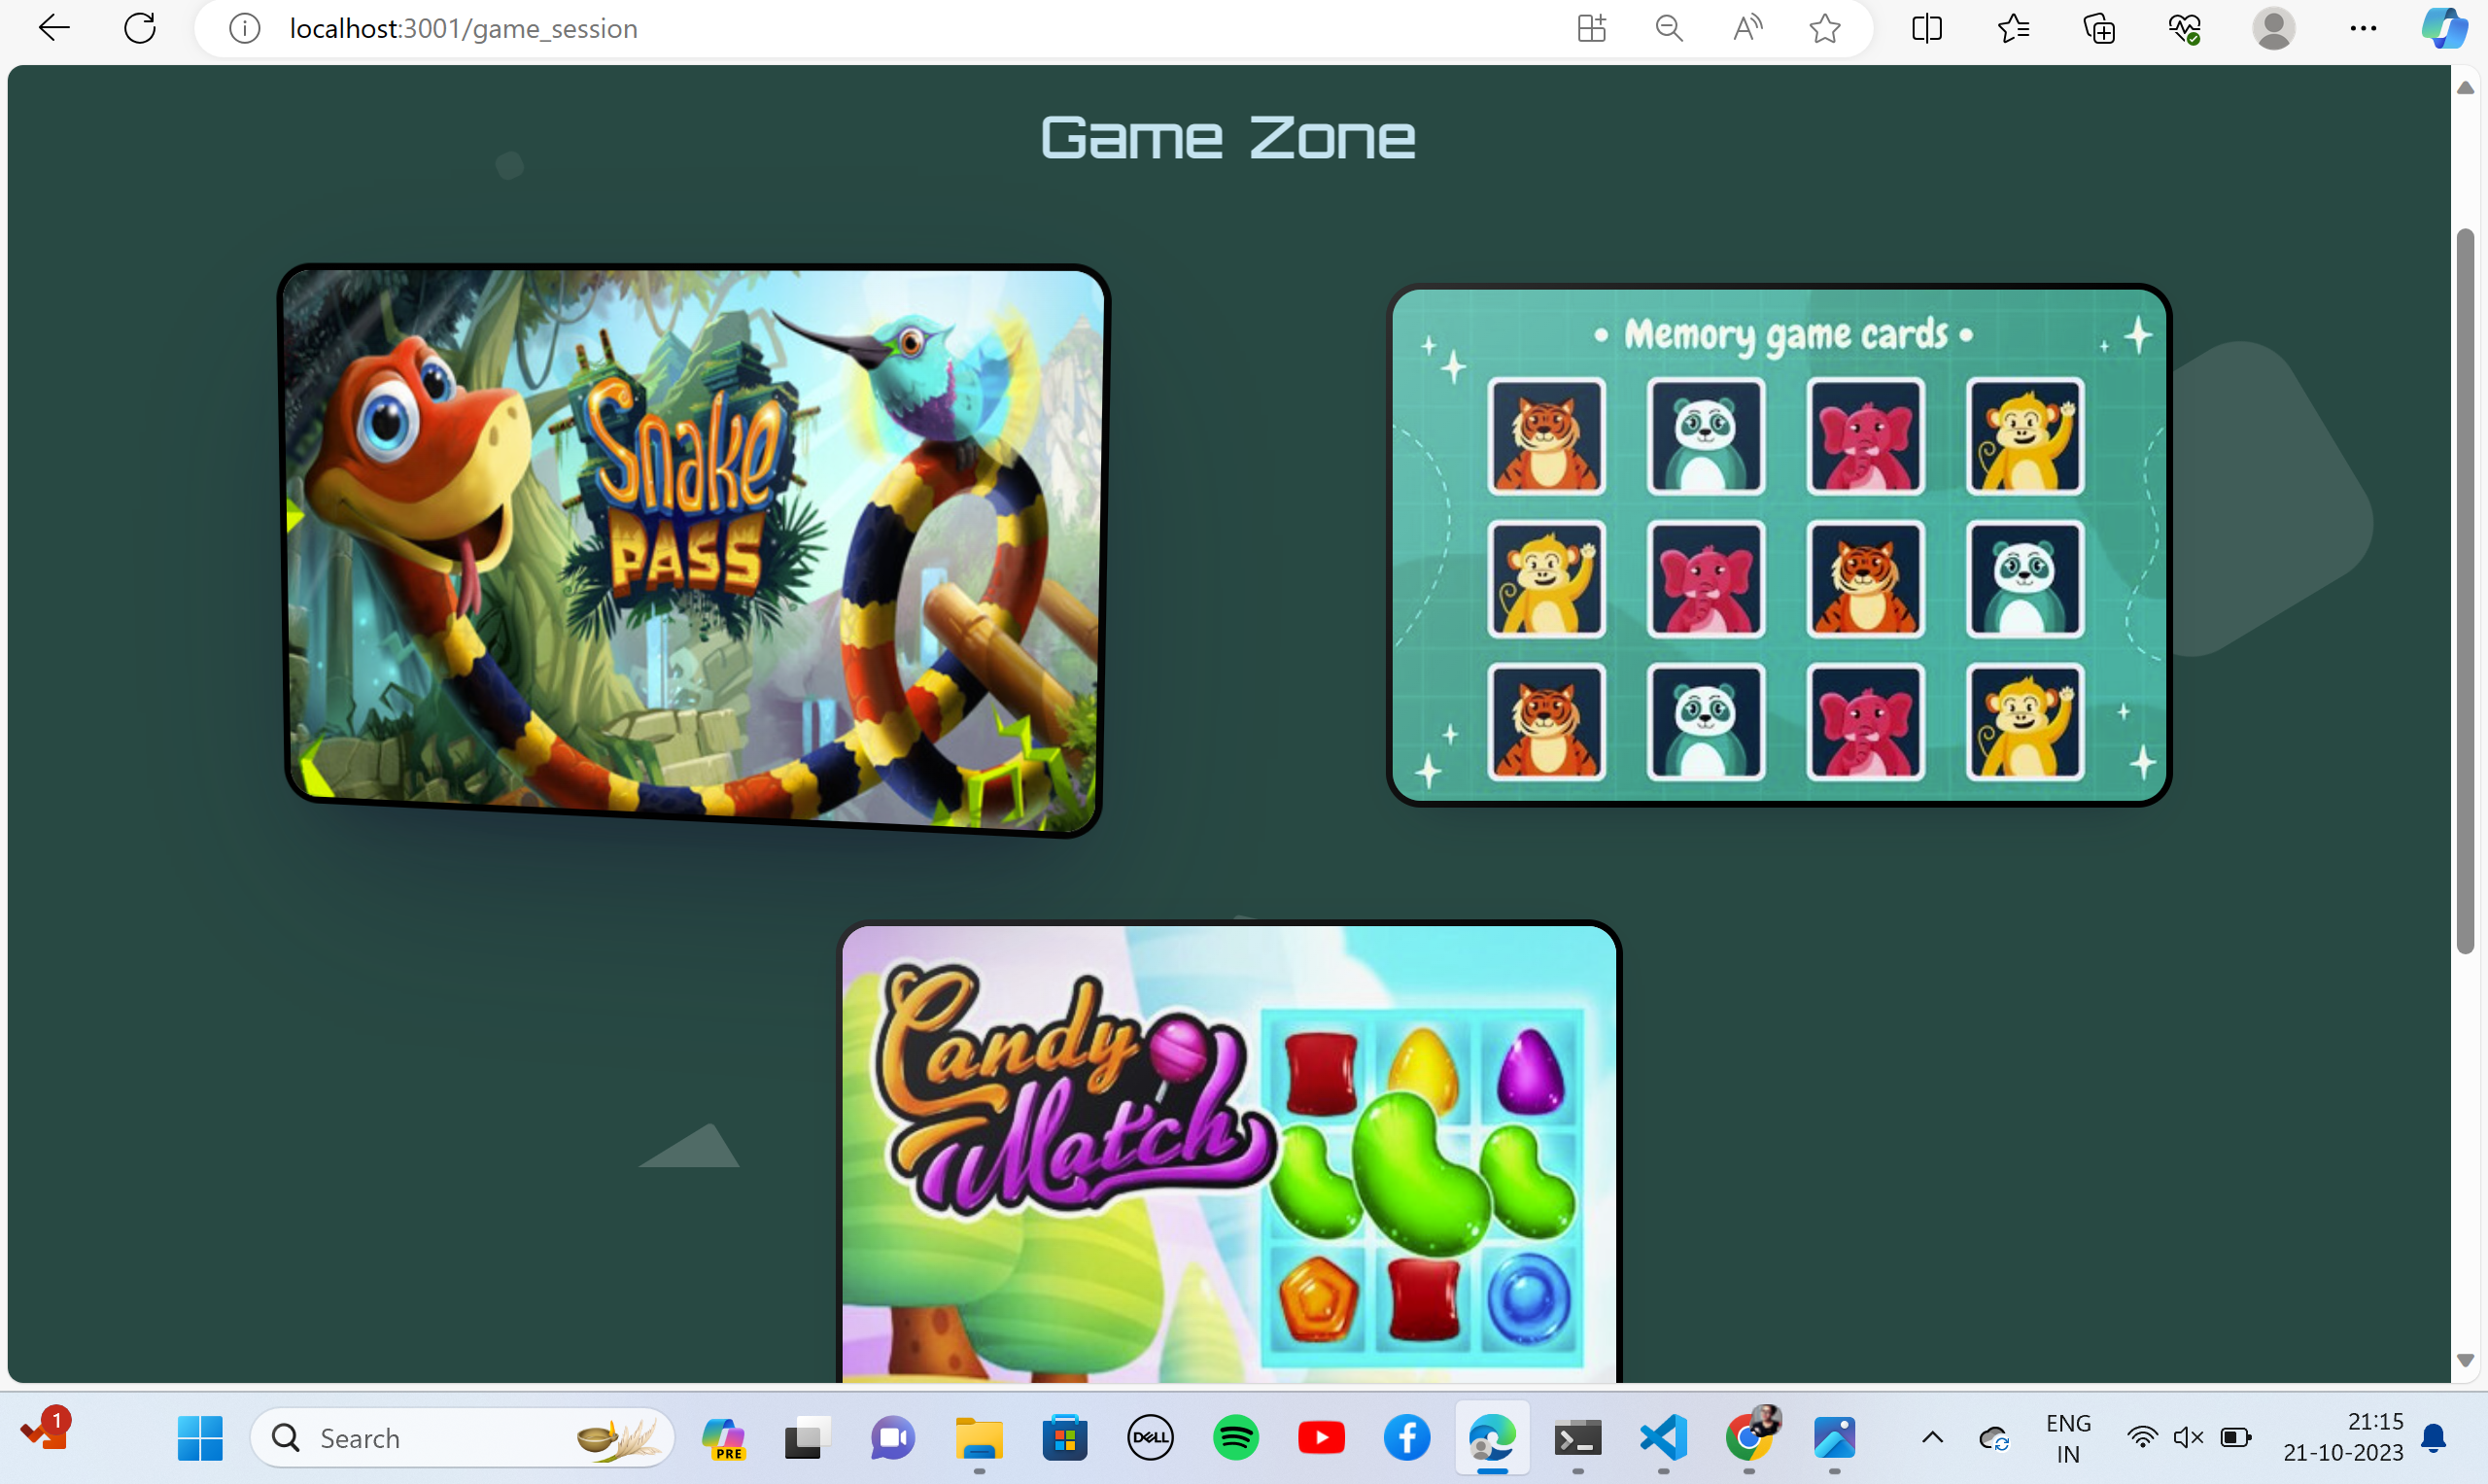 localhost:3001/game_session
Game Zone
Snake
PASS
• Memory game cards •
Candy
Match
1
Search
PRE
DELL
ENG
IN
21:15
21-10-2023